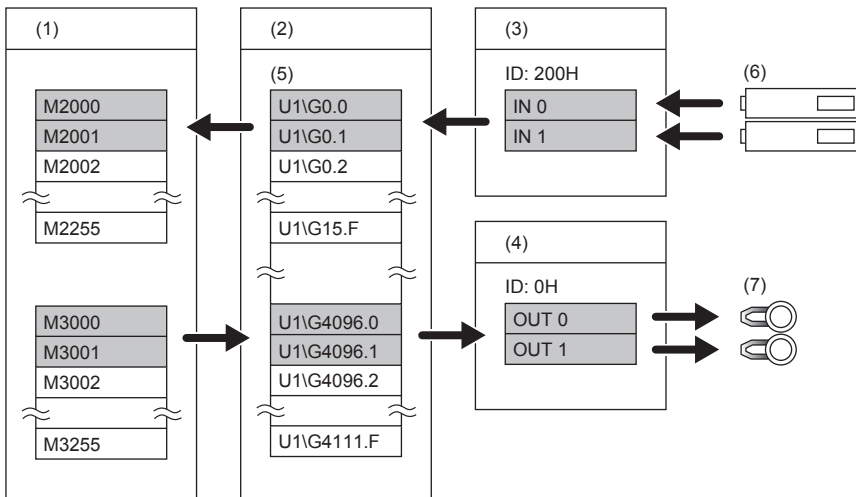 (1)
M2000
M2001
M2002
M2255
M3000
M3001
M3002
M3255
(2)
(5)
U1\G0.0
U1\G0.1
U1\G0.2
U1\G15.F
U1\G4096.0
U1\G4096.1
U1\G4096.2
U1\G4111.F
(3)
ID: 200H
IN 0
IN 1
(4)
ID: 0H
OUT 0
OUT 1
(6)
(7)